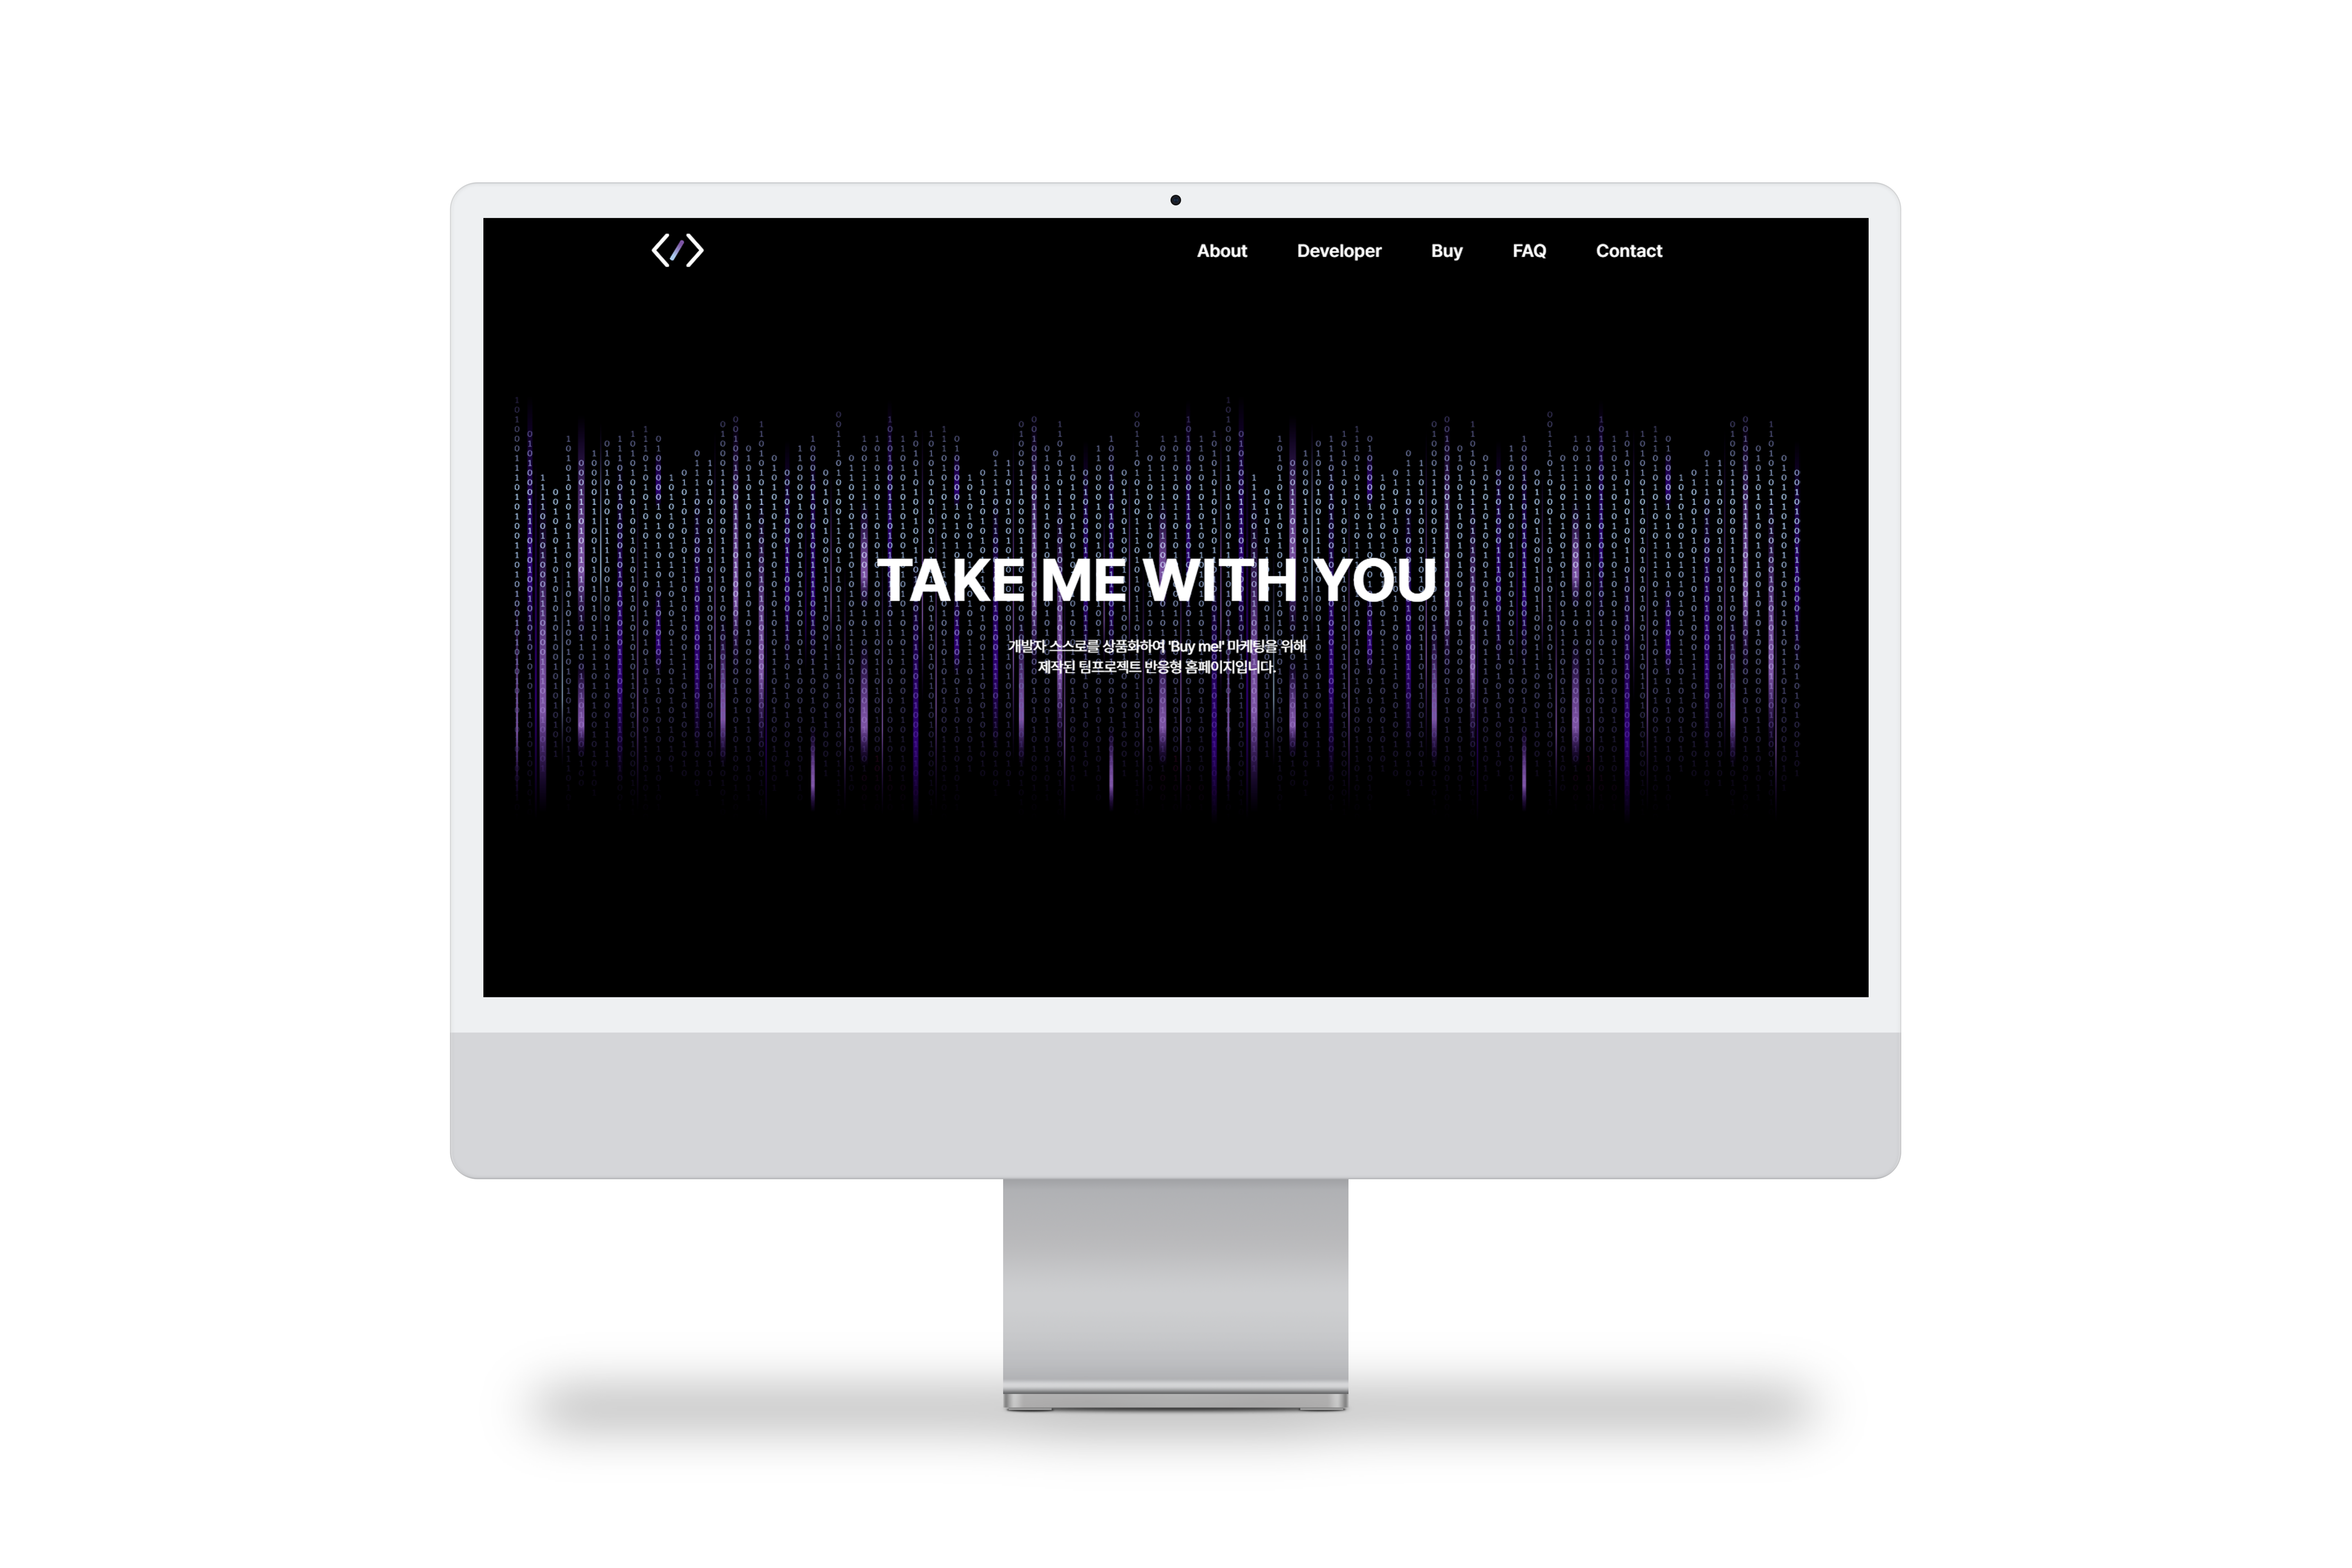 About Developer Buy FAQ Contact
TAKE ME WITH YOU
개발자 스스로를 상품화하여 'Buy me!' 마케팅을 위해
제작된 팀프로젝트 반응형 홈페이지입니다.